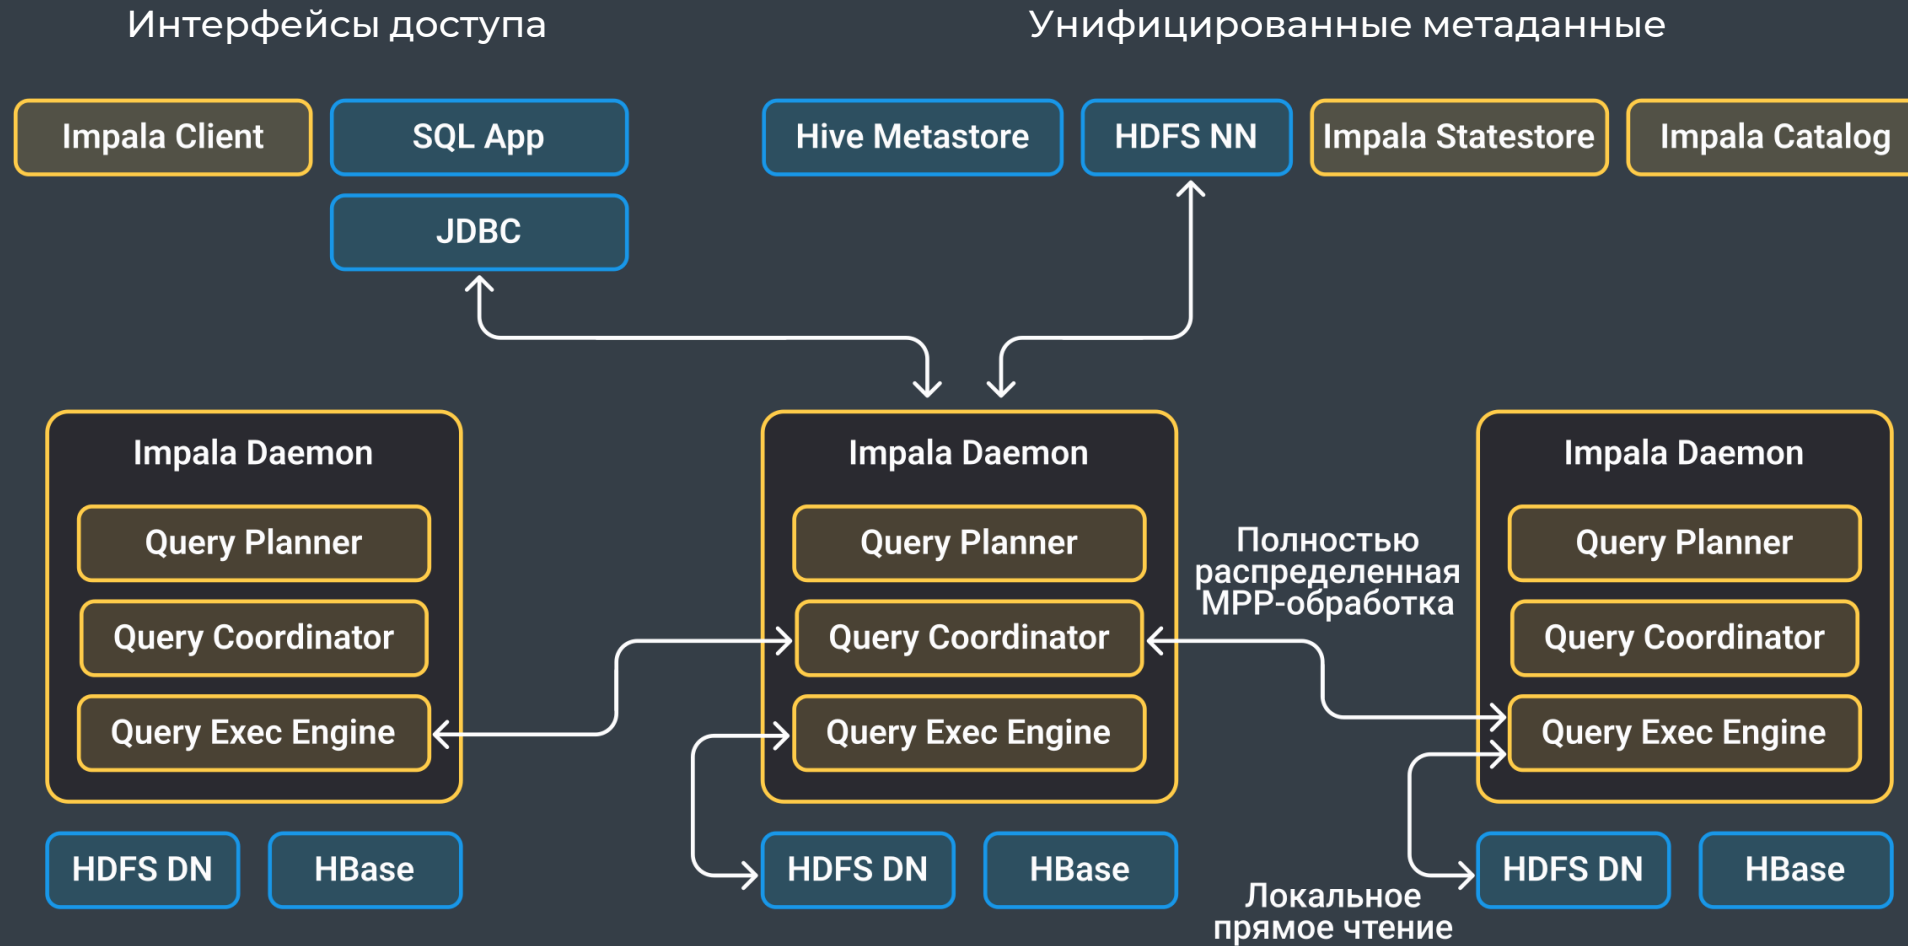 Интерфейсы доступа
Унифицированные метаданные
Impala Client
SQL App
Hive Metastore
HDFS NN
Impala Statestore
Impala Catalog
JDBC
Impala Daemon
Impala Daemon
Impala Daemon
Query Planner
Query Planner
Полностью
распределенная
MPP-обработка
Query Planner
Query Coordinator
Query Coordinator
Query Coordinator
Query Exec Engine
Query Exec Engine
Query Exec Engine
HDFS DN
HBase
HDFS DN
HBase
Локальное
прямое чтение
HDFS DN
HBase